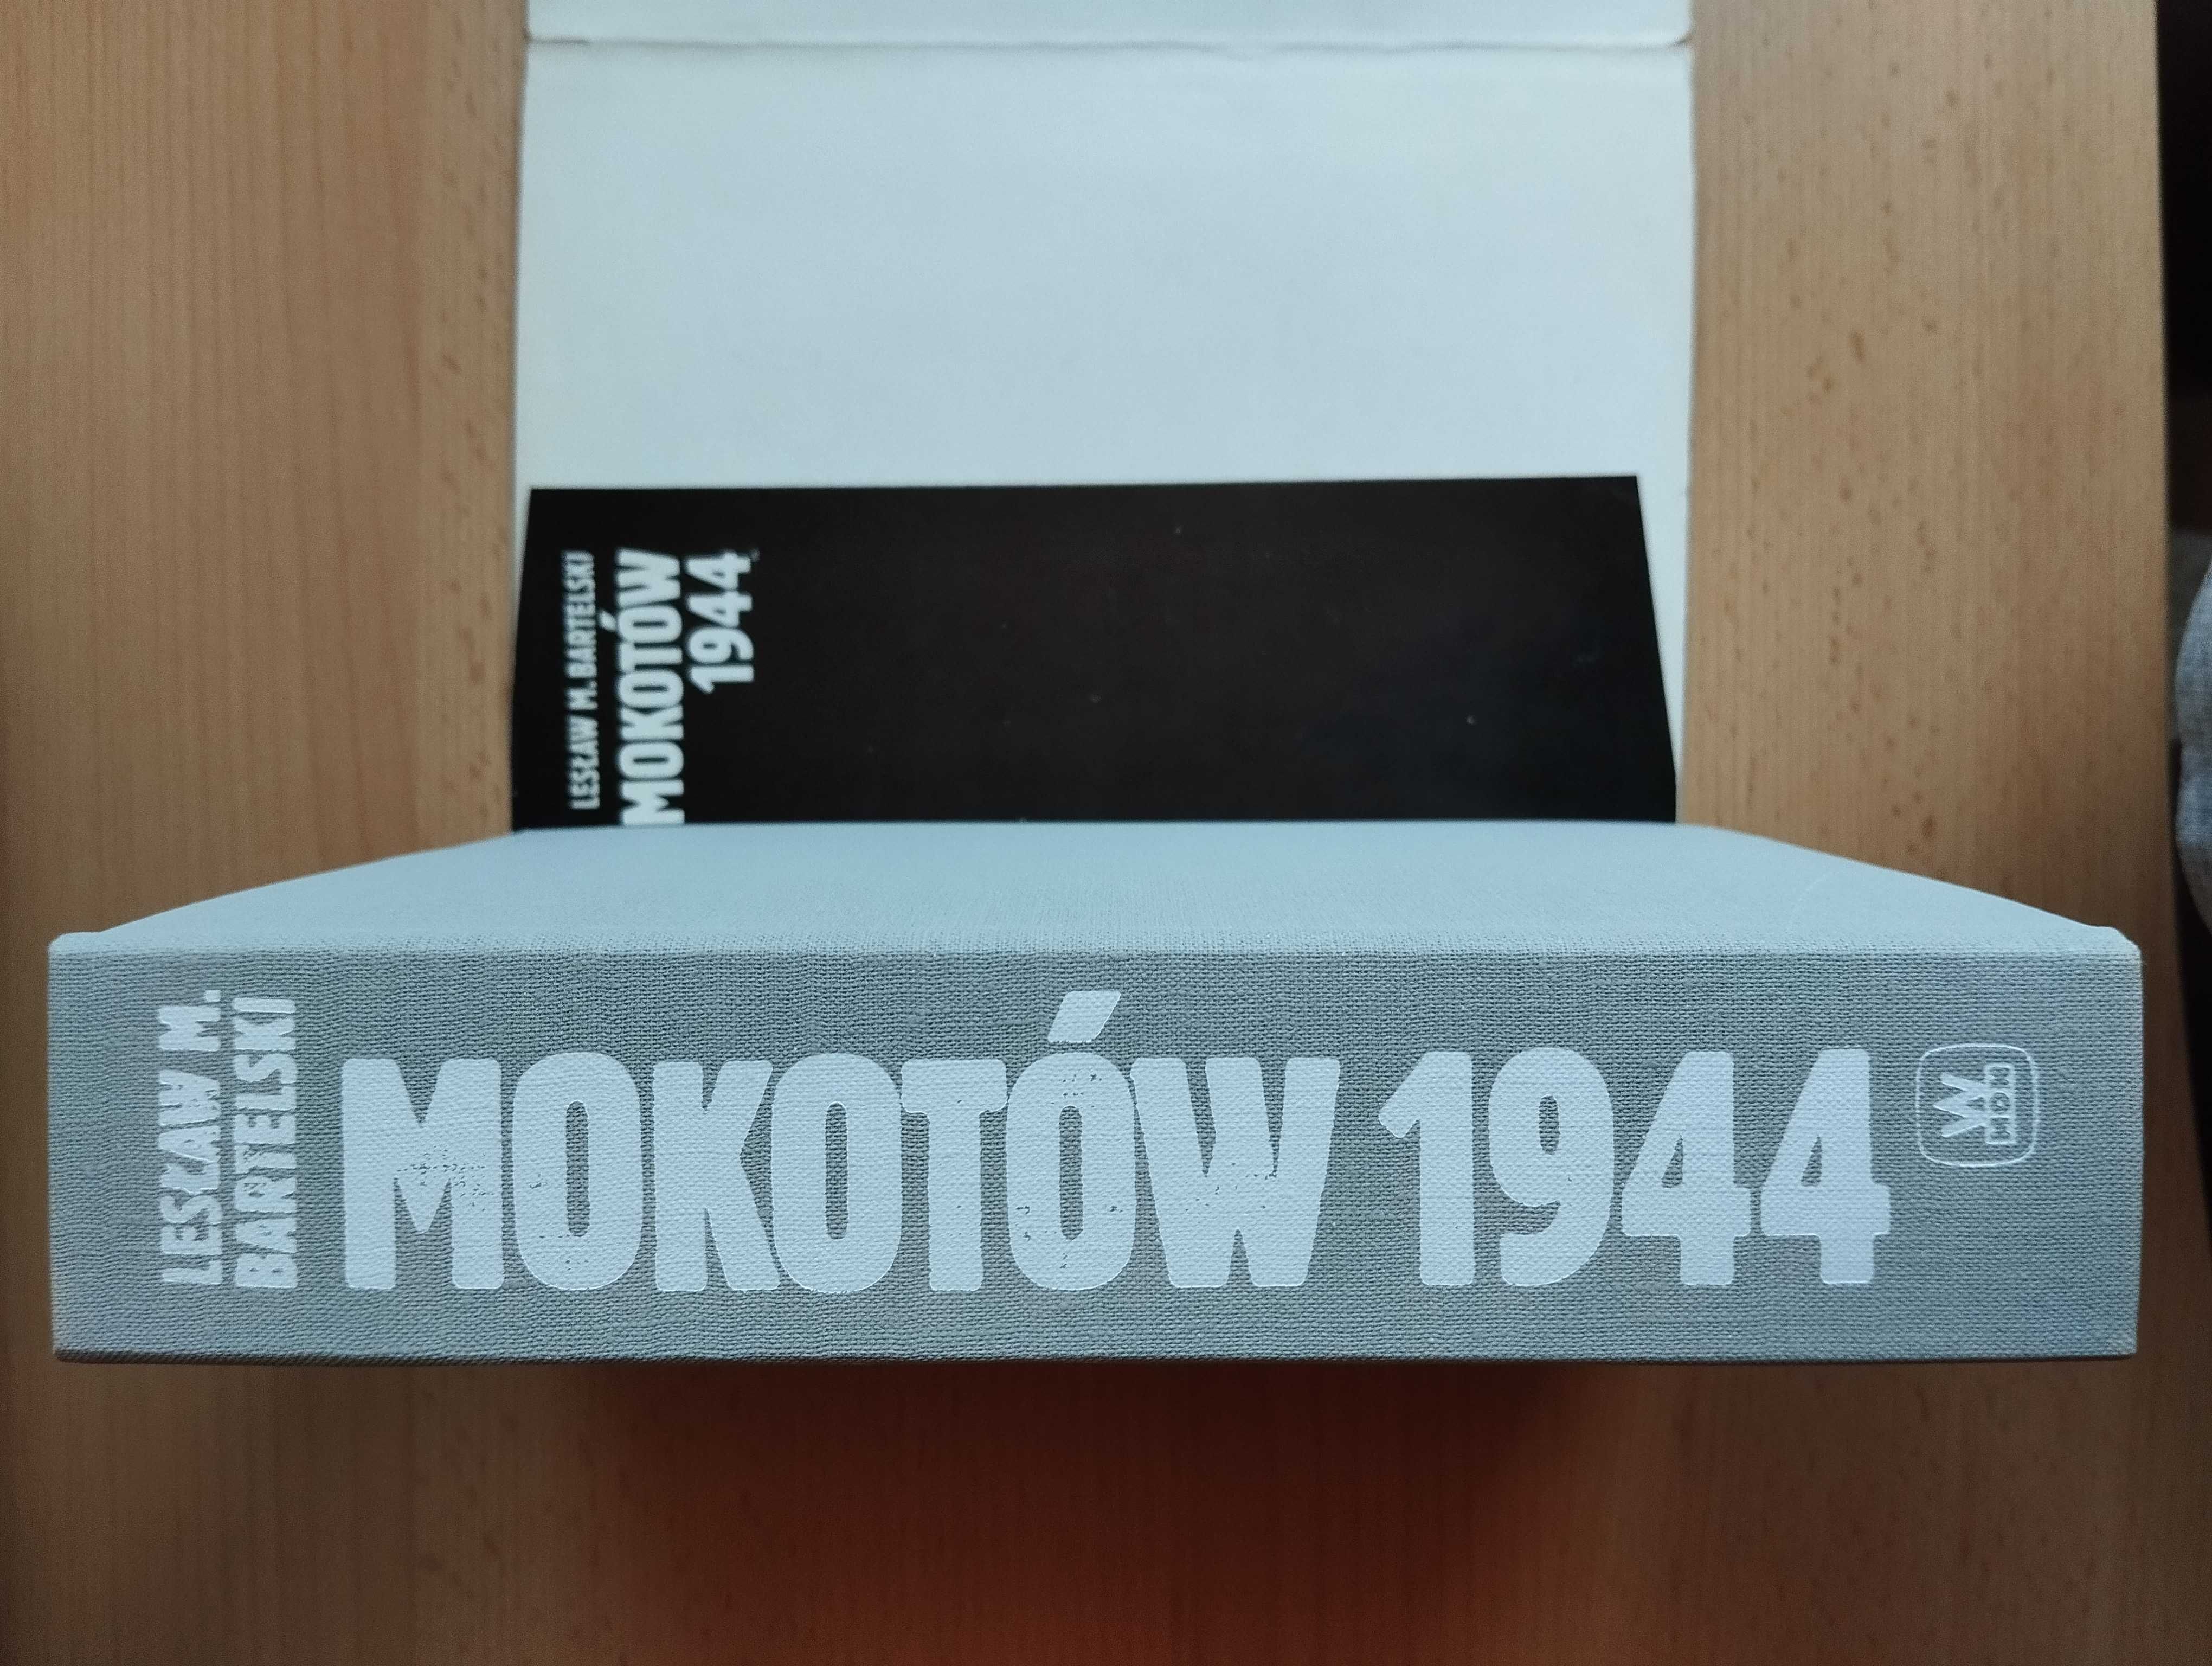 LESŁAW M. BARTELSKI
MOKOTÓW
1944
LESŁAW M.
BARTELSKI
MOKOTÓW 1944
W
MON